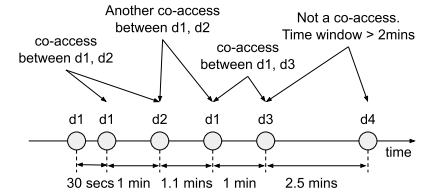 Another co-access
between d1, d2
Not a co-access.
Time window > 2mins
co-access
between d1, d2
co-access
between d1, d3
d1 d1 d2 d1 d3 d4
time
30 secs 1 min 1.1 mins 1 min 2.5 mins